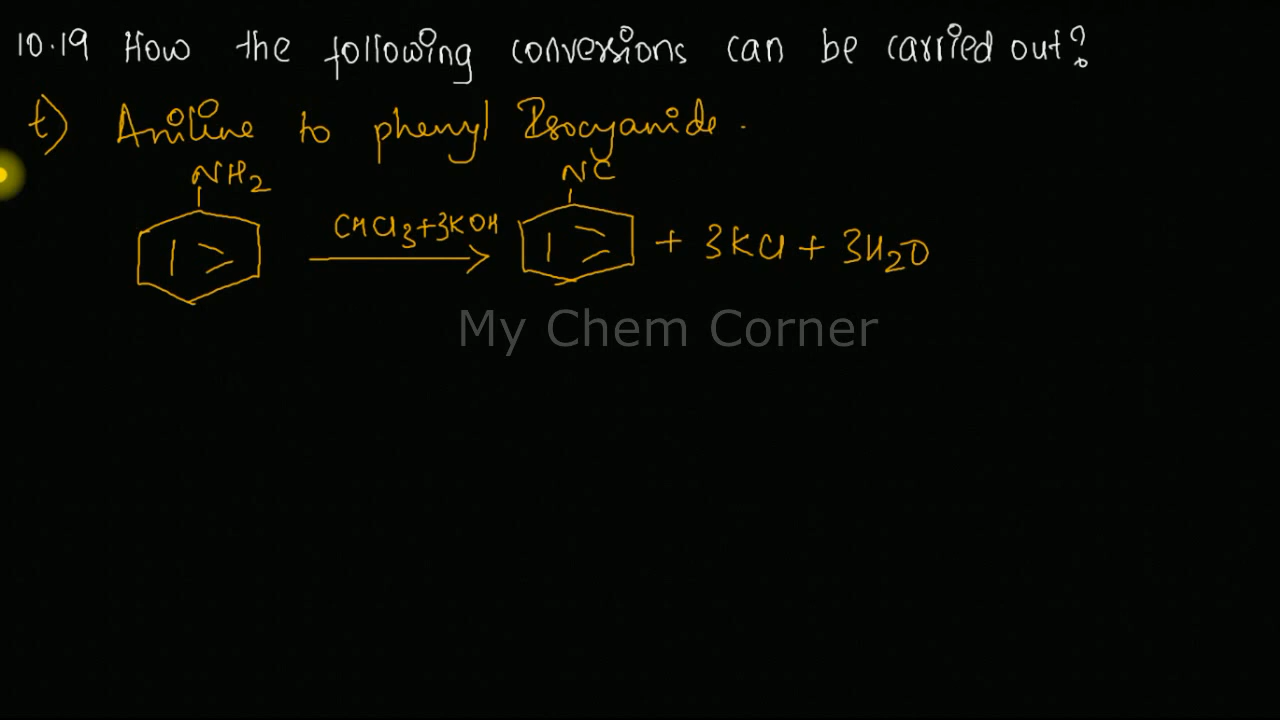 10.19 How the following conversions can be carried out?
t) Aniline to phenyl Isocyanide.
NH2 NC
CHCl3+3KOH + 3KCl + 3H2O
My Chem Corner